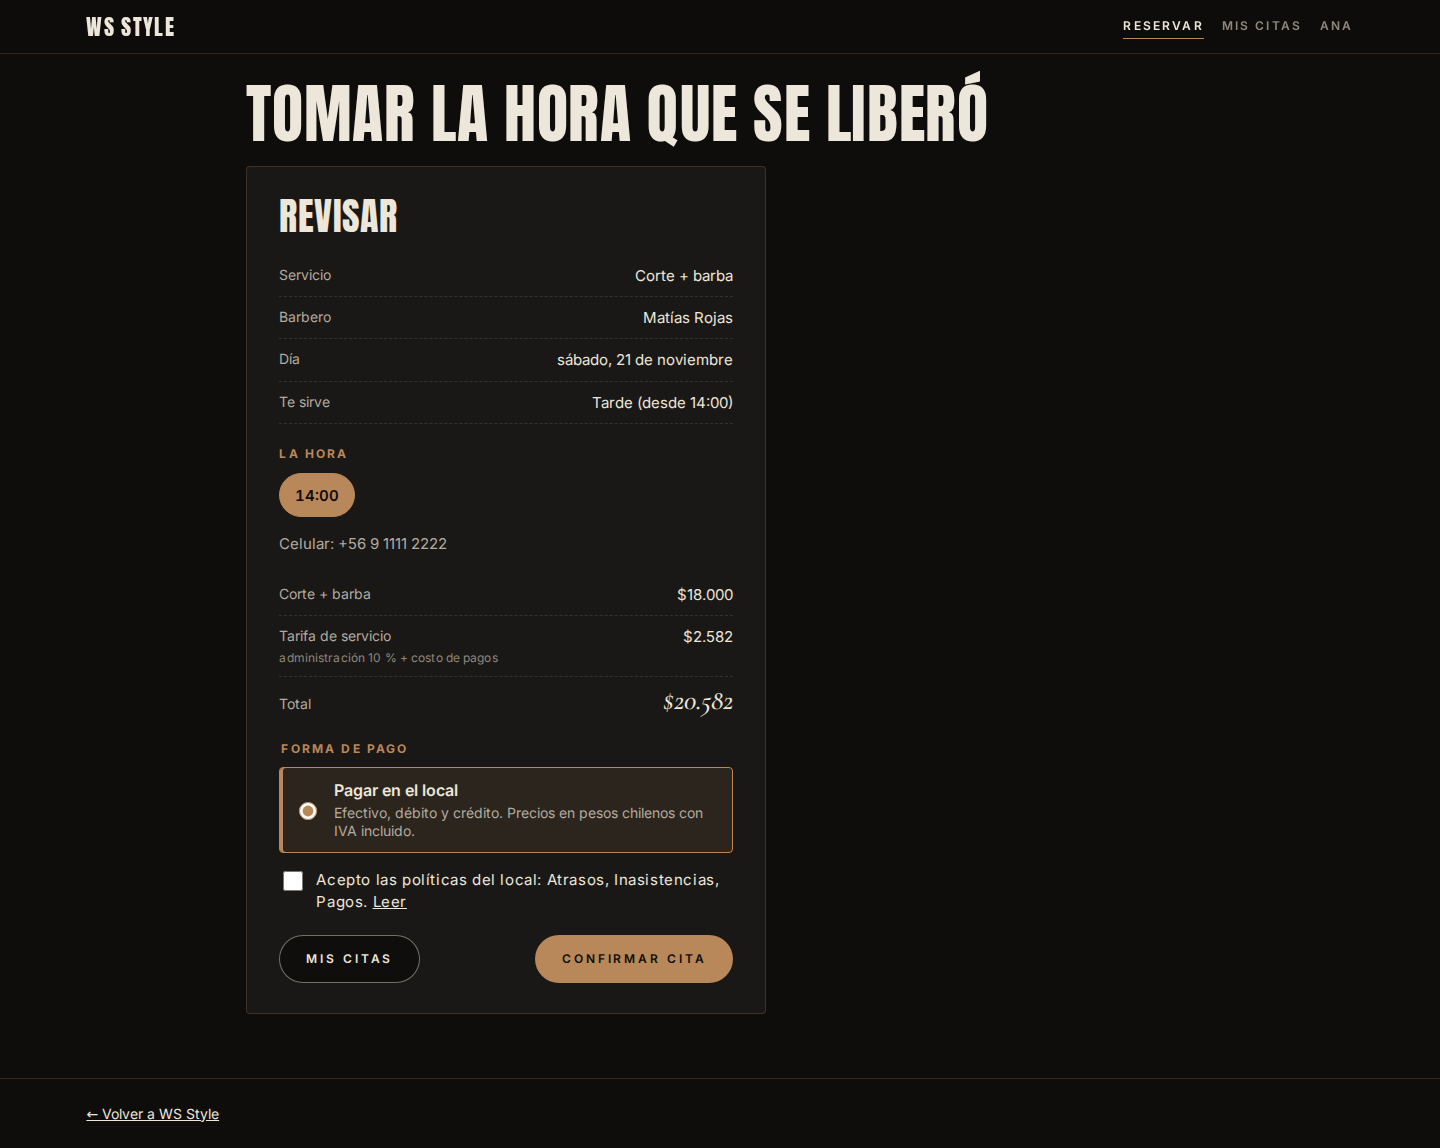 WS STYLE
RESERVAR MIS CITAS ANA
TOMAR LA HORA QUE SE LIBERÓ
REVISAR
Servicio Corte + barba
Barbero Matías Rojas
Día sábado, 21 de noviembre
Te sirve Tarde (desde 14:00)
LA HORA
14:00
Celular: +56 9 1111 2222
Corte + barba $18.000
Tarifa de servicio $2.582
administración 10 % + costo de pagos
Total $20.582
FORMA DE PAGO
Pagar en el local
Efectivo, débito y crédito. Precios en pesos chilenos con
IVA incluido.
Acepto las políticas del local: Atrasos, Inasistencias,
Pagos. Leer
MIS CITAS CONFIRMAR CITA
← Volver a WS Style